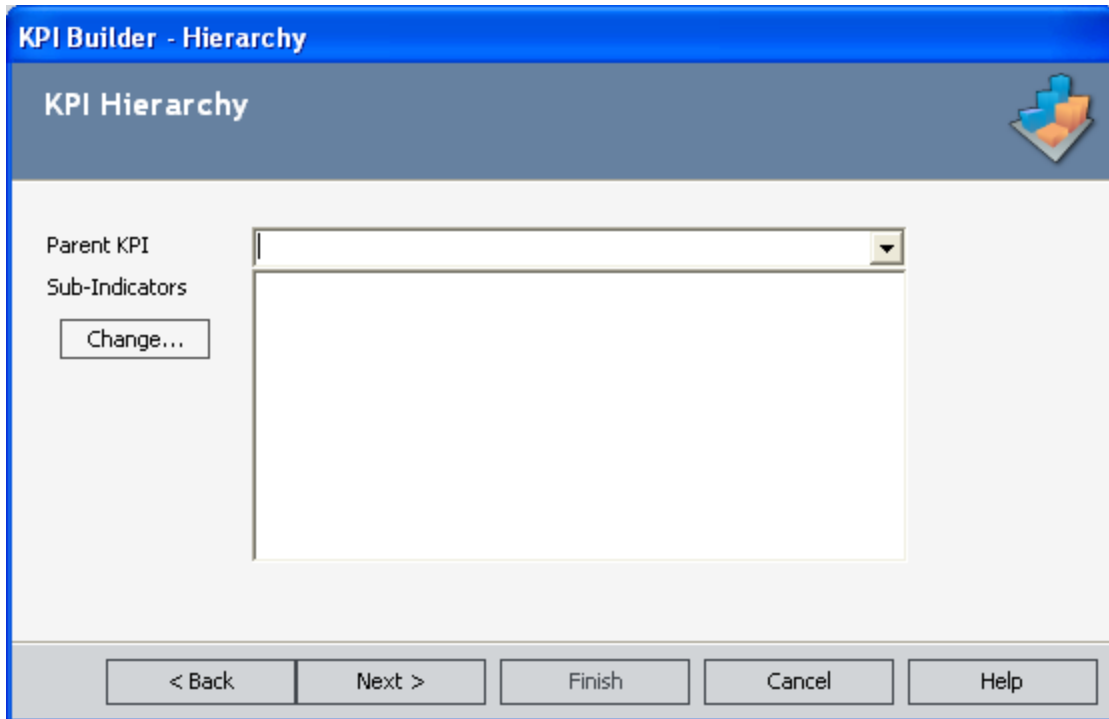 KPI Builder - Hierarchy
KPI Hierarchy
Parent KPI
Sub-Indicators
Change...
< Back Next > Finish Cancel Help